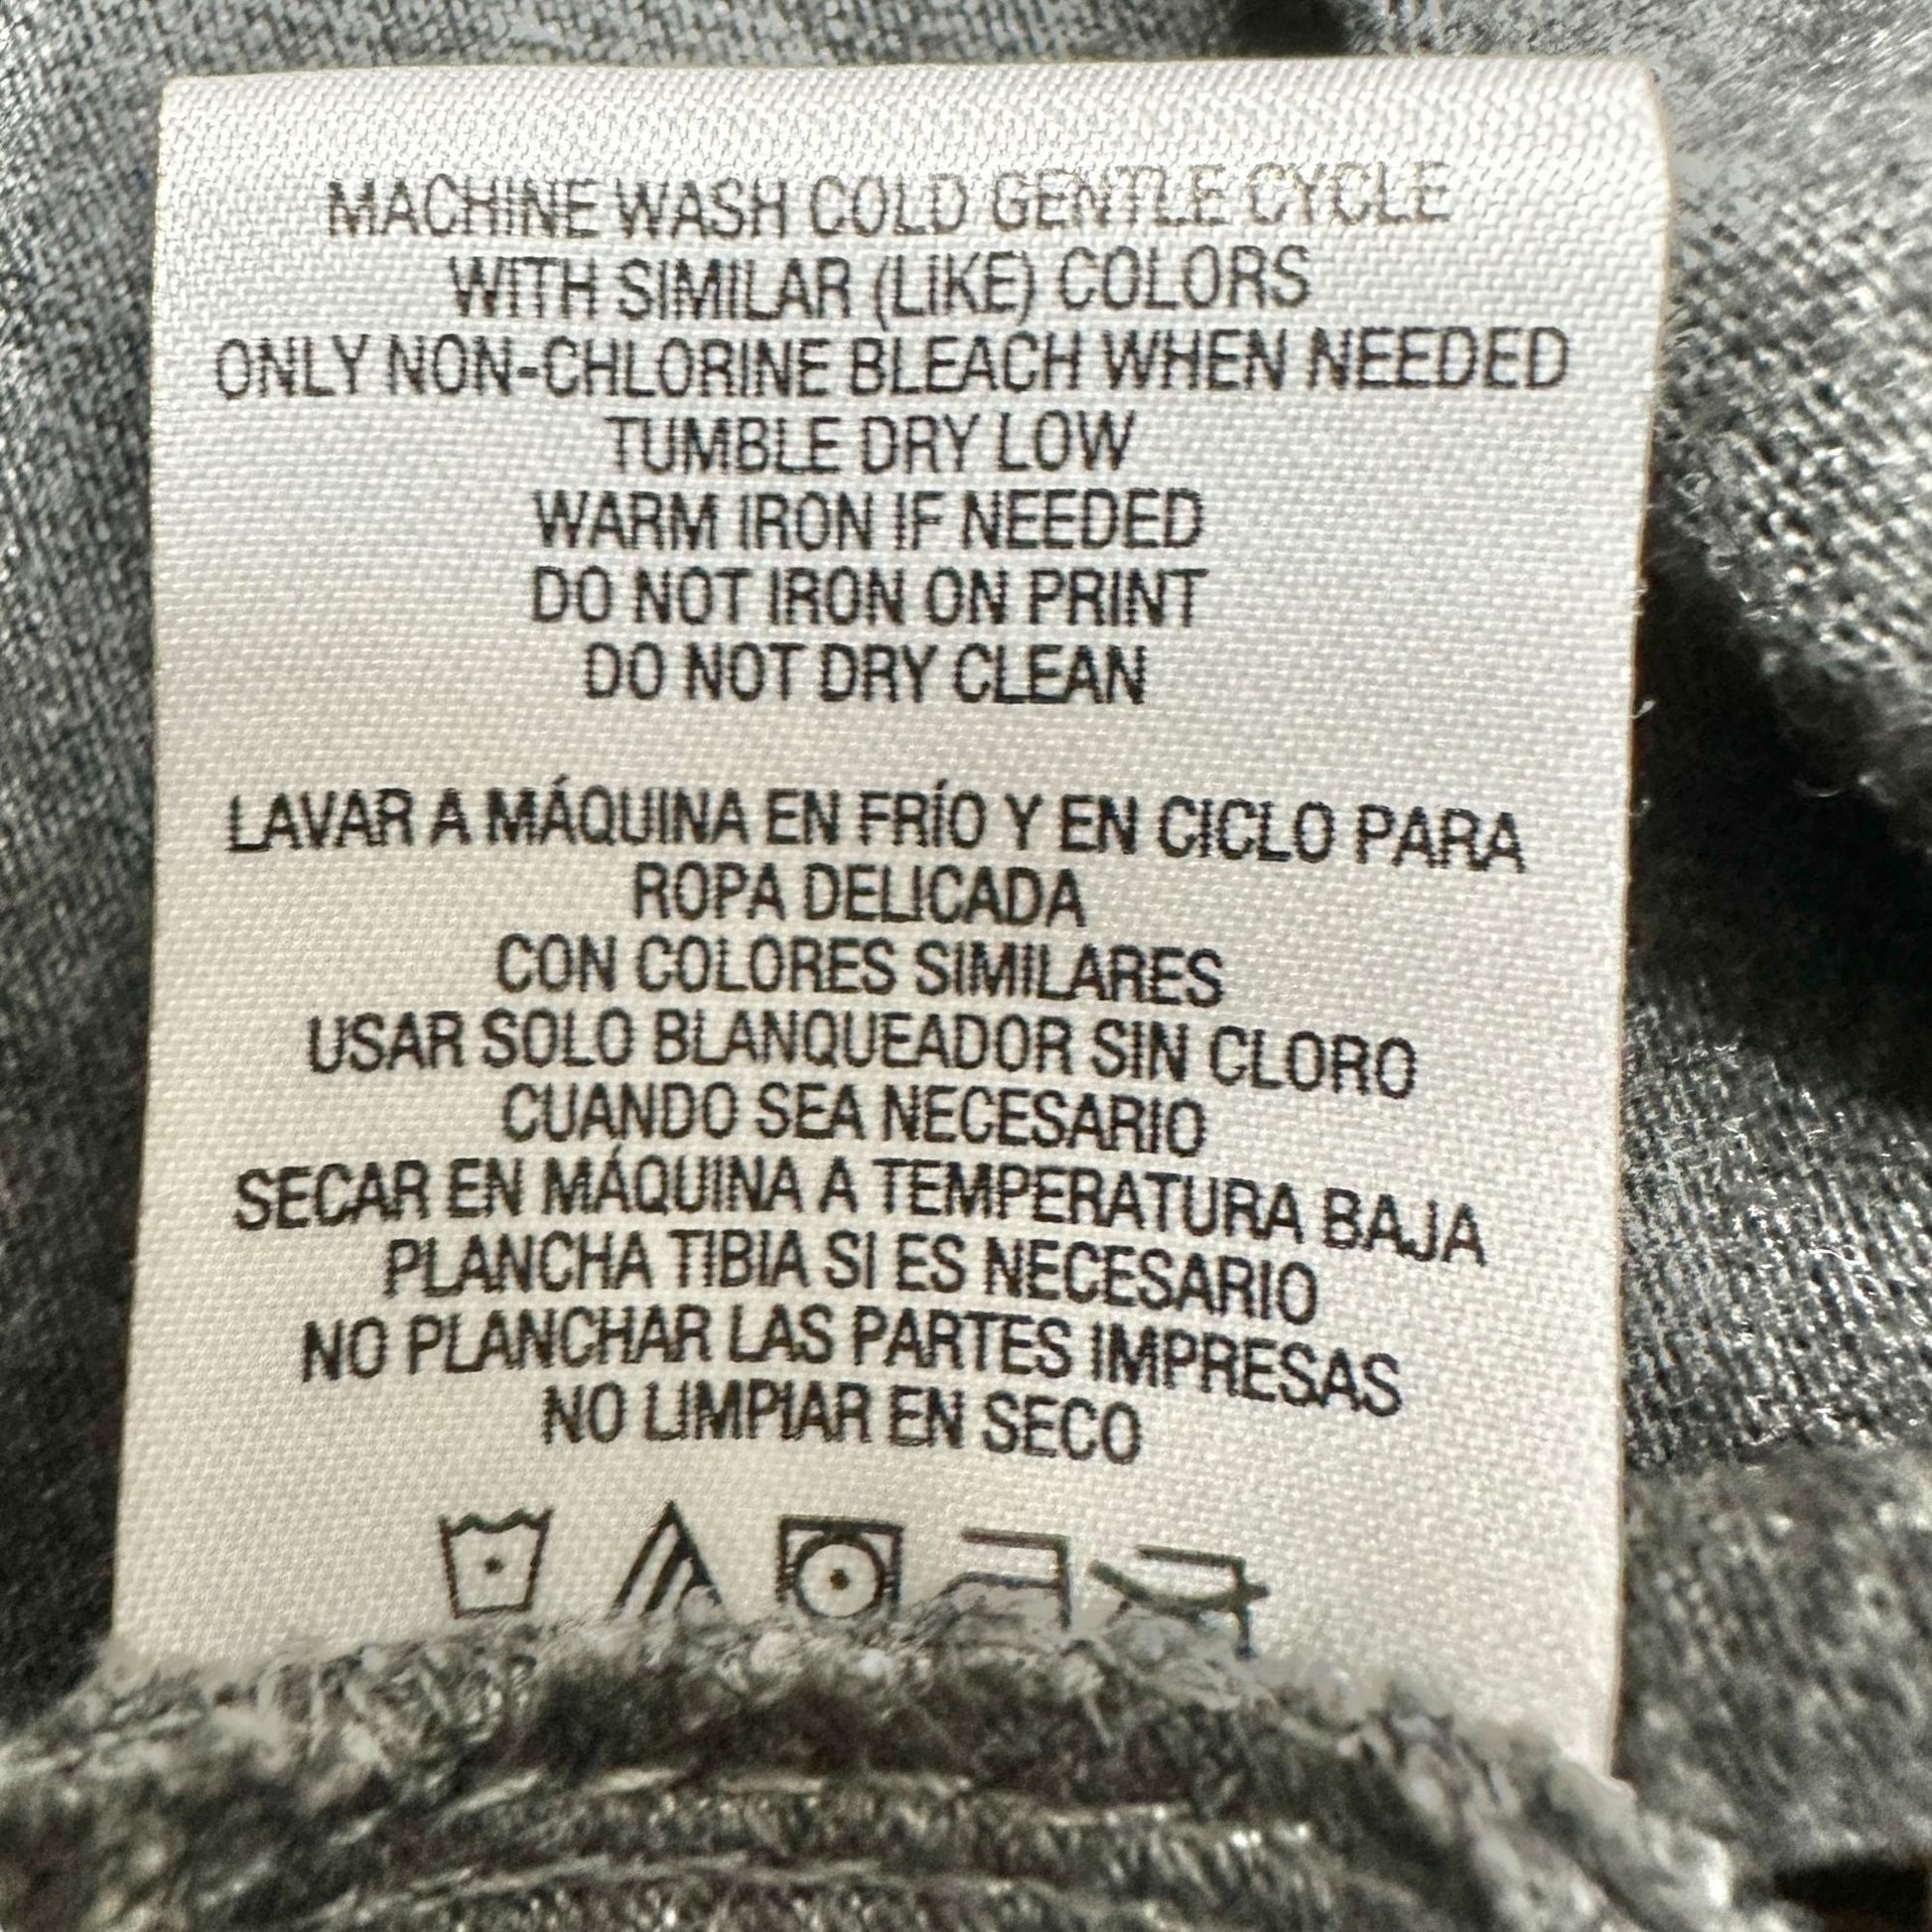 MACHINE WASH COLD GENTLE CYCLE
WITH SIMILAR (LIKE) COLORS
ONLY NON-CHLORINE BLEACH WHEN NEEDED
TUMBLE DRY LOW
WARM IRON IF NEEDED
DO NOT IRON ON PRINT
DO NOT DRY CLEAN
LAVAR A MÁQUINA EN FRÍO Y EN CICLO PARA
ROPA DELICADA
CON COLORES SIMILARES
USAR SOLO BLANQUEADOR SIN CLORO
CUANDO SEA NECESARIO
SECAR EN MÁQUINA A TEMPERATURA BAJA
PLANCHA TIBIA SI ES NECESARIO
NO PLANCHAR LAS PARTES IMPRESAS
NO LIMPIAR EN SECO